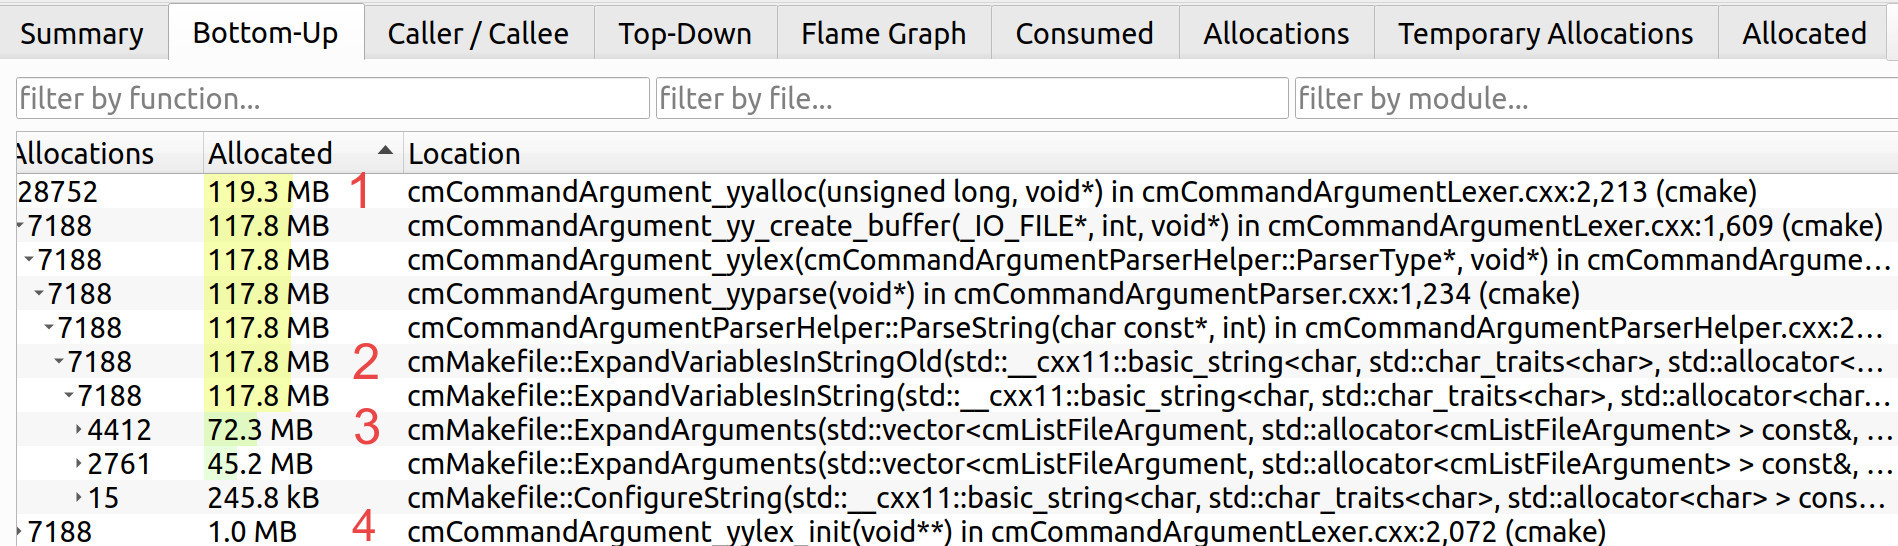 Summary Bottom-Up Caller / Callee Top-Down Flame Graph Consumed Allocations Temporary Allocations Allocated
filter by function... filter by file... filter by module...
Allocations Allocated Location
28752 119.3 MB 1 cmCommandArgument_yyalloc(unsigned long, void*) in cmCommandArgumentLexer.cxx:2,213 (cmake)
7188 117.8 MB cmCommandArgument_yy_create_buffer(_IO_FILE*, int, void*) in cmCommandArgumentLexer.cxx:1,609 (cmake)
7188 117.8 MB cmCommandArgument_yylex(cmCommandArgumentParserHelper::ParserType*, void*) in cmCommandArgume...
7188 117.8 MB cmCommandArgument_yyparse(void*) in cmCommandArgumentParser.cxx:1,234 (cmake)
7188 117.8 MB cmCommandArgumentParserHelper::ParseString(char const*, int) in cmCommandArgumentParserHelper.cxx:2...
7188 117.8 MB 2 cmMakefile::ExpandVariablesInStringOld(std::__cxx11::basic_string<char, std::char_traits<char>, std::allocator<...
7188 117.8 MB cmMakefile::ExpandVariablesInString(std::__cxx11::basic_string<char, std::char_traits<char>, std::allocator<char...
4412 72.3 MB 3 cmMakefile::ExpandArguments(std::vector<cmListFileArgument, std::allocator<cmListFileArgument> > const&, ...
2761 45.2 MB cmMakefile::ExpandArguments(std::vector<cmListFileArgument, std::allocator<cmListFileArgument> > const&, ...
15 245.8 kB cmMakefile::ConfigureString(std::__cxx11::basic_string<char, std::char_traits<char>, std::allocator<char> > cons...
7188 1.0 MB 4 cmCommandArgument_yylex_init(void**) in cmCommandArgumentLexer.cxx:2,072 (cmake)